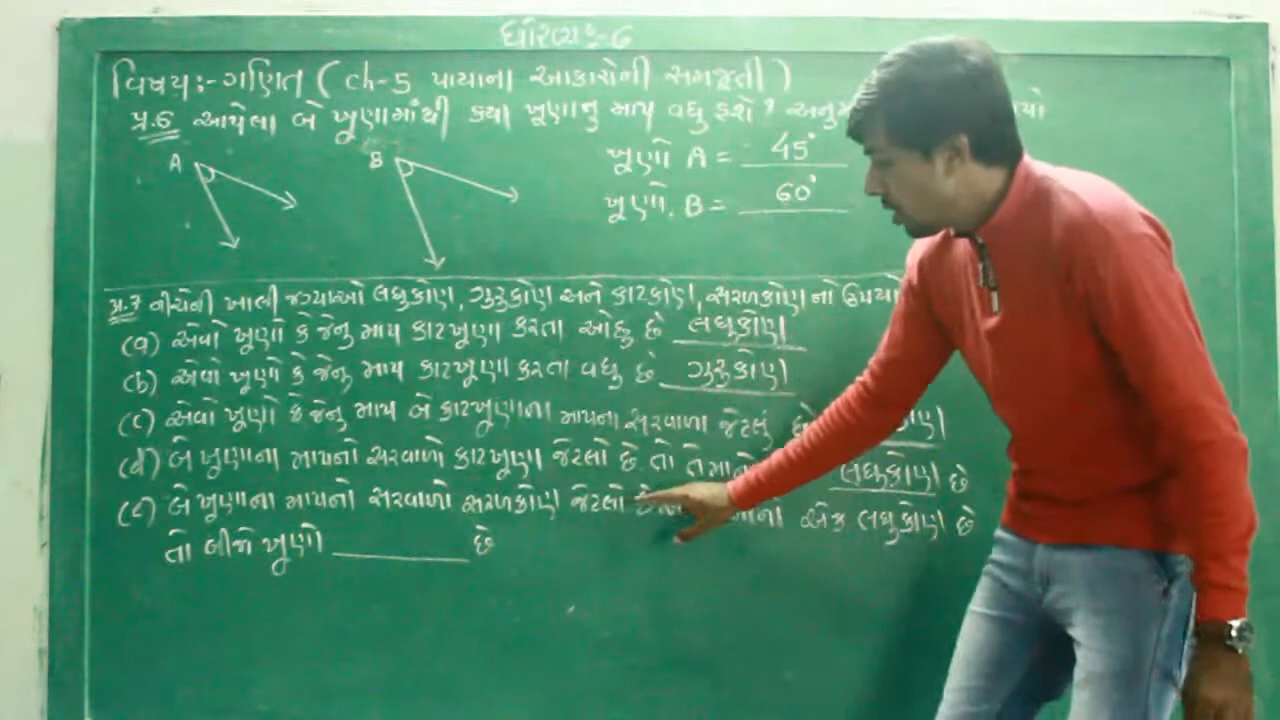 ધોરણ:- 6
વિષય:- ગણિત ( ch-5 પાયાના આકારોની સમજૂતી )
પ્ર.6 આપેલા બે ખૂણામાંથી કયા ખૂણાનુ માપ વધુ હશે ?
A
B
ખૂણો A = 45°
ખૂણો. B = 60°
પ્ર.7 નીચેની ખાલી જગ્યાઓ લઘુકોણ, ગુરુકોણ અને કાટકોણ, સરળકોણ નો
(a) એવો ખૂણો કે જેનુ માપ કાટખૂણા કરતા ઓછુ છે લઘુકોણ
(b) એવો ખૂણો કે જેનુ માપ કાટખૂણા કરતા વધુ છે ગુરુકોણ
(c) એવો ખૂણો કે જેનુ માપ બે કાટખૂણાના માપના સરવાળા જેટલું
(d) બે ખૂણાના માપનો સરવાળો કાટખૂણા જેટલો છે તો લઘુકોણ છે
(e) બે ખૂણાના માપનો સરવાળો સરળકોણ જેટલો એક લઘુકોણ છે
તો બીજો ખૂણો ________ છે